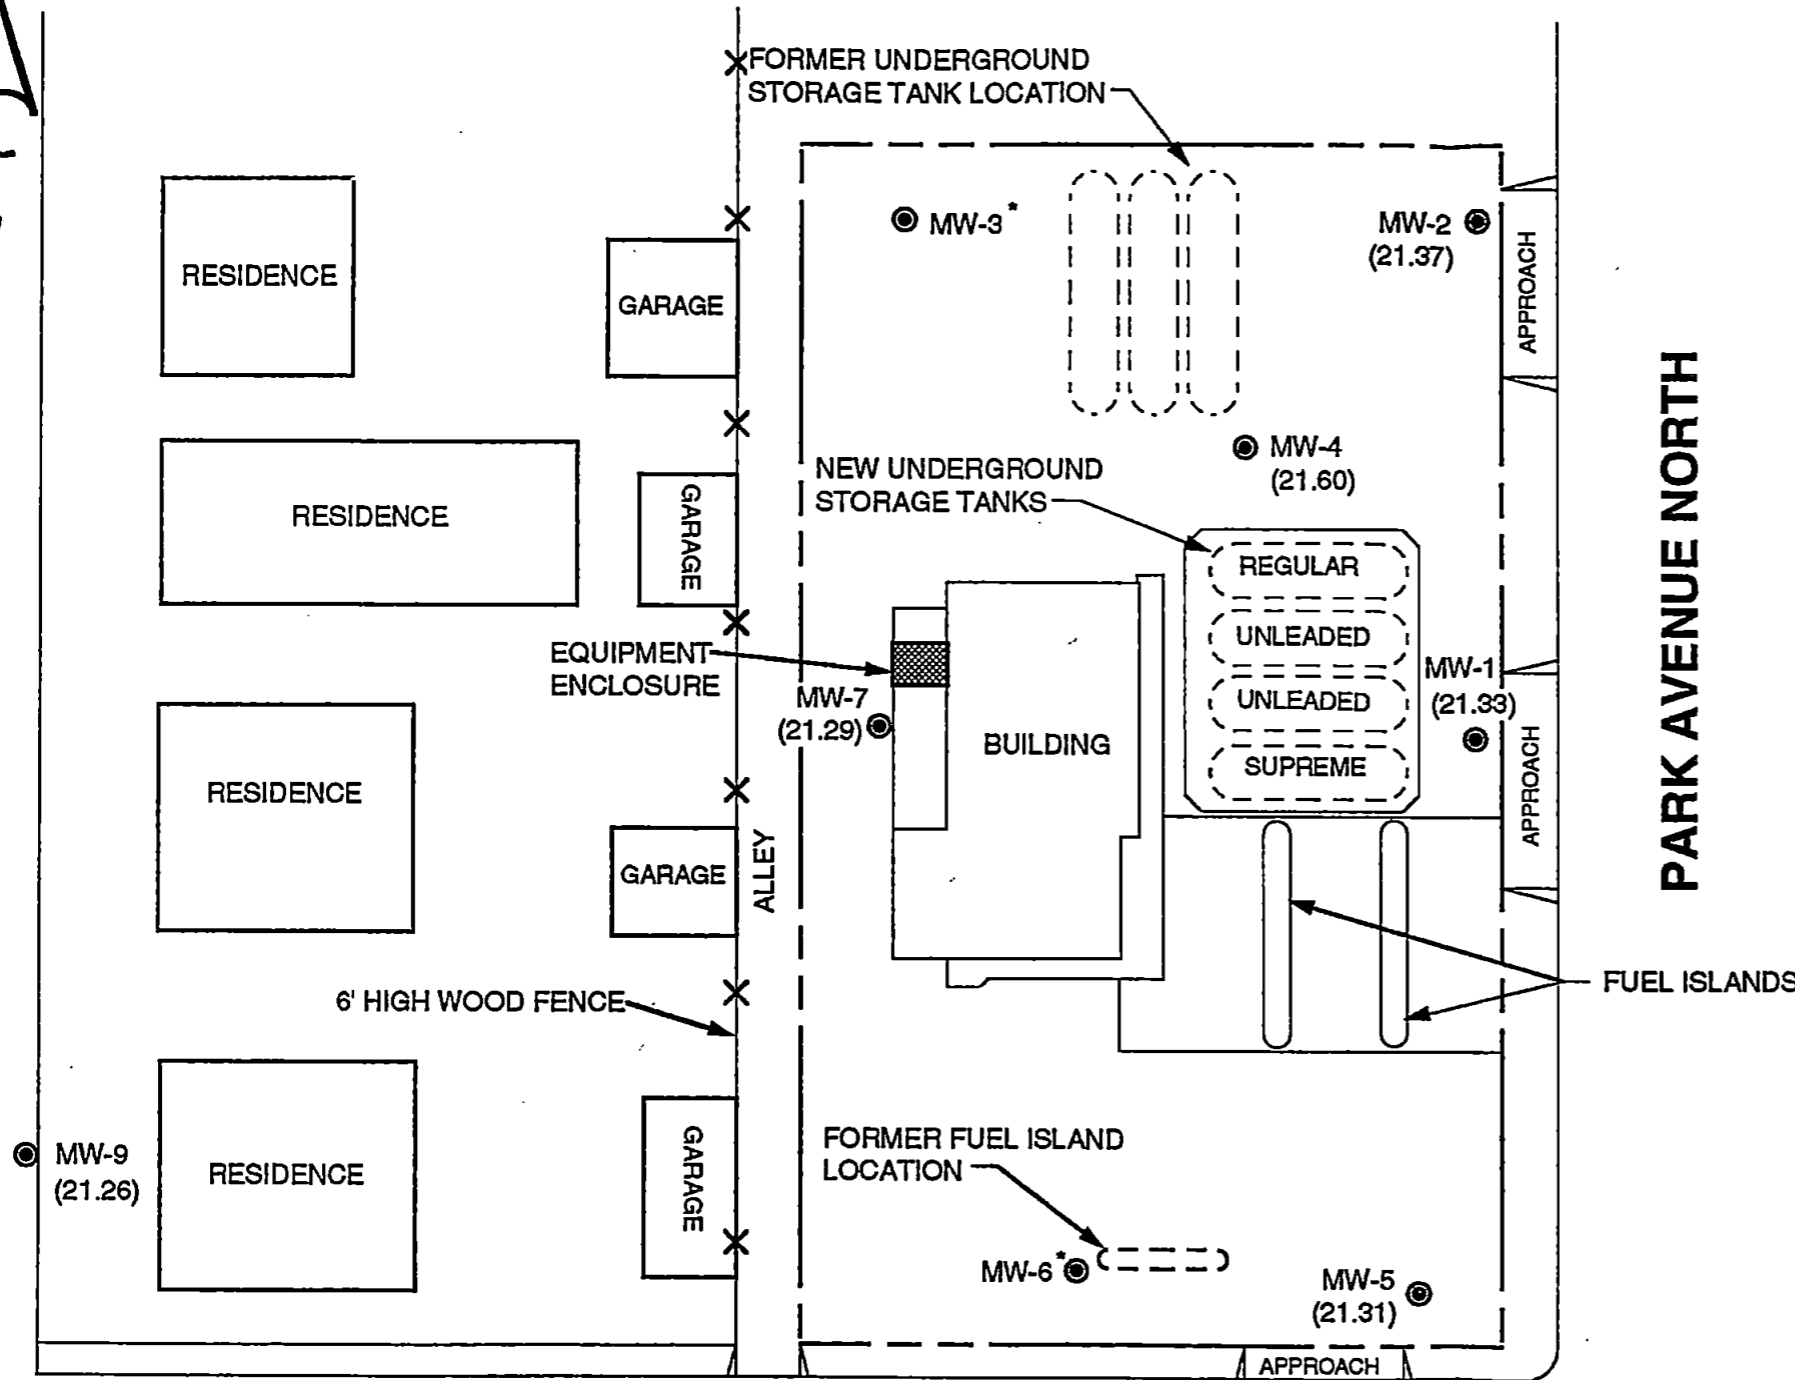 FORMER UNDERGROUND
STORAGE TANK LOCATION
MW-3*
MW-2
(21.37)
APPROACH
RESIDENCE
GARAGE
MW-4
(21.60)
NEW UNDERGROUND
STORAGE TANKS
RESIDENCE
GARAGE
REGULAR
UNLEADED
UNLEADED
SUPREME
EQUIPMENT
ENCLOSURE
MW-7
(21.29)
BUILDING
MW-1
(21.33)
APPROACH
PARK AVENUE NORTH
RESIDENCE
GARAGE
ALLEY
6' HIGH WOOD FENCE
FUEL ISLANDS
MW-9
(21.26)
RESIDENCE
GARAGE
FORMER FUEL ISLAND
LOCATION
MW-6*
MW-5
(21.31)
APPROACH